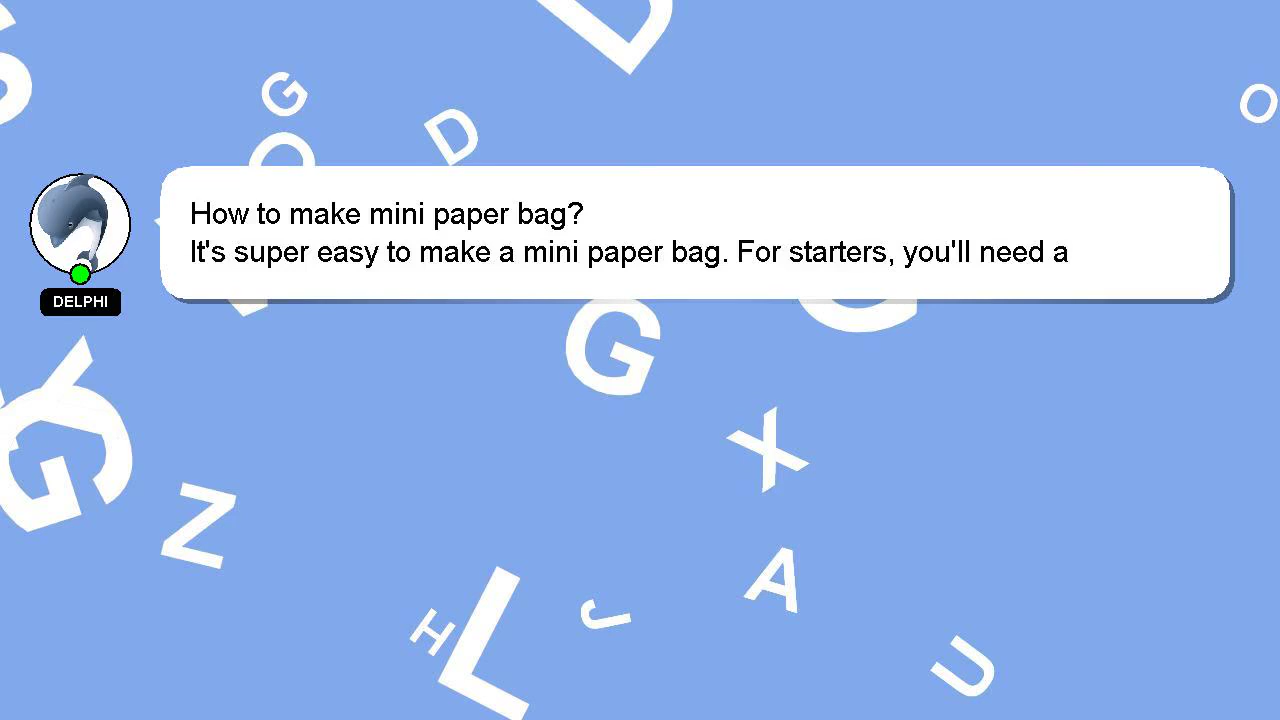 S
D
G
D
O
O
How to make mini paper bag?
It's super easy to make a mini paper bag. For starters, you'll need a
DELPHI
G
X
G
Z
A
H
L
J
U